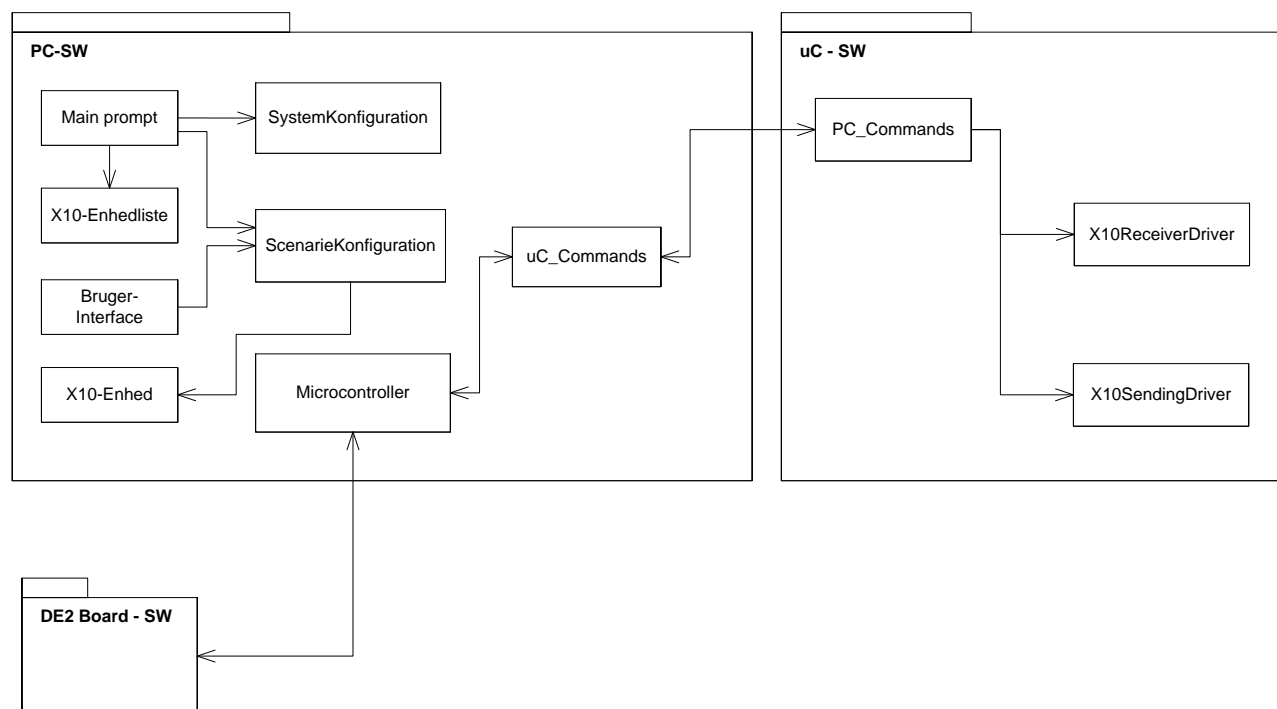 PC-SW
Main prompt
SystemKonfiguration
X10-Enhedliste
ScenarieKonfiguration
uC_Commands
Bruger-
Interface
X10-Enhed
Microcontroller
uC - SW
PC_Commands
X10ReceiverDriver
X10SendingDriver
DE2 Board - SW